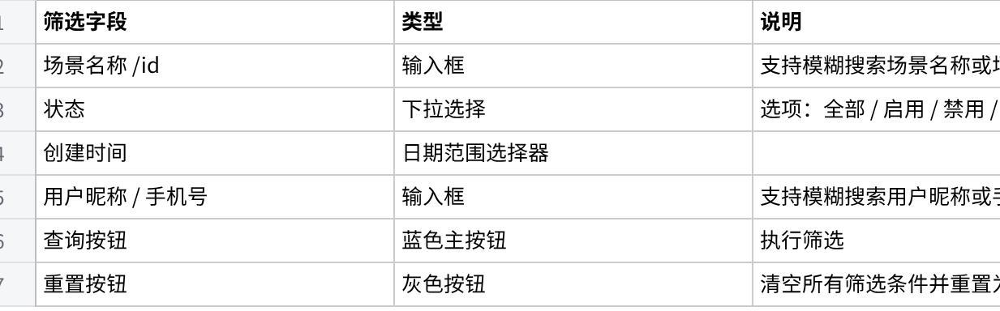 筛选字段 类型 说明
2 场景名称 /id 输入框 支持模糊搜索场景名称或
3 状态 下拉选择 选项：全部 / 启用 / 禁用 /
4 创建时间 日期范围选择器
5 用户昵称 / 手机号 输入框 支持模糊搜索用户昵称或
6 查询按钮 蓝色主按钮 执行筛选
7 重置按钮 灰色按钮 清空所有筛选条件并重置